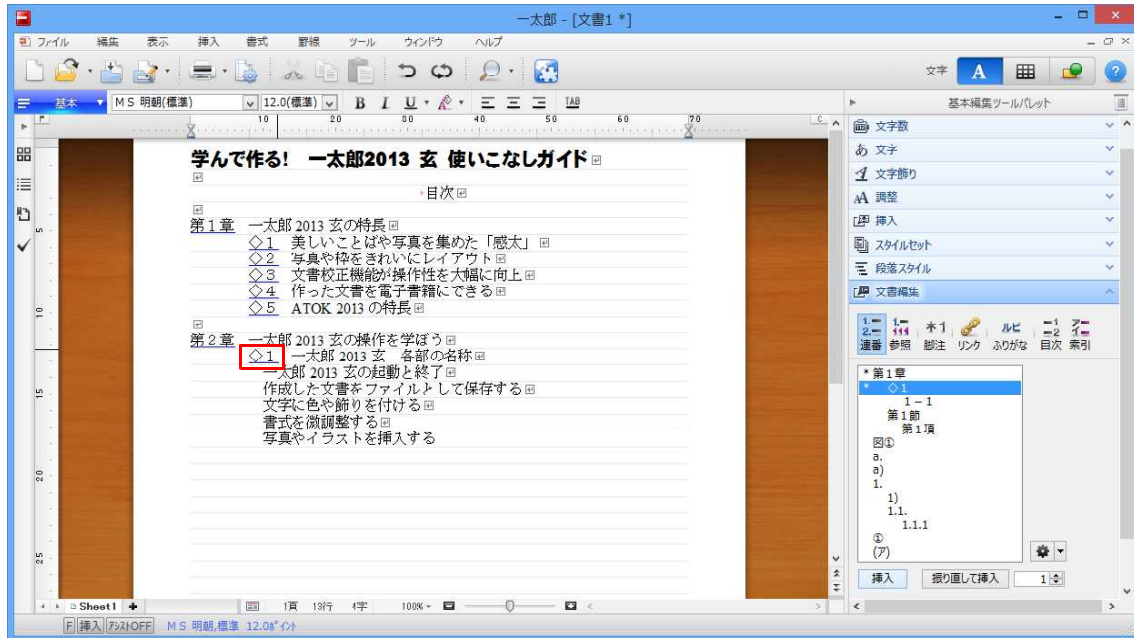 一太郎 - [文書1 *]
ファイル 編集 表示 挿入 書式 罫線 ツール ウィンドウ ヘルプ
文字 A
基本 MS 明朝(標準) 12.0(標準) B I U TAB
基本編集ツールパレット
10 20 30 40 50 60 70
学んで作る! 一太郎2013 玄 使いこなしガイド
目次
第1章 一太郎 2013 玄の特長
◇1 美しいことばや写真を集めた「感太」
◇2 写真や枠をきれいにレイアウト
◇3 文書校正機能が操作性を大幅に向上
◇4 作った文書を電子書籍にできる
◇5 ATOK 2013 の特長
第2章 一太郎 2013 玄の操作を学ぼう
◇1 一太郎 2013 玄 各部の名称
一太郎 2013 玄の起動と終了
作成した文書をファイルとして保存する
文字に色や飾りを付ける
書式を微調整する
写真やイラストを挿入する
5
10
15
20
25
文字数
文字
文字飾り
調整
挿入
スタイルセット
段落スタイル
文書編集
連番 参照 脚注 リンク ふりがな 目次 索引
*第1章
* ◇1
1-1
第1節
第1項
図①
a.
a)
1.
1)
1.1.
1.1.1
①
(ア)
挿入 振り直して挿入 1
Sheet1 1頁 13行 4字 100%
挿入 アシストOFF MS 明朝,標準 12.0ポイント